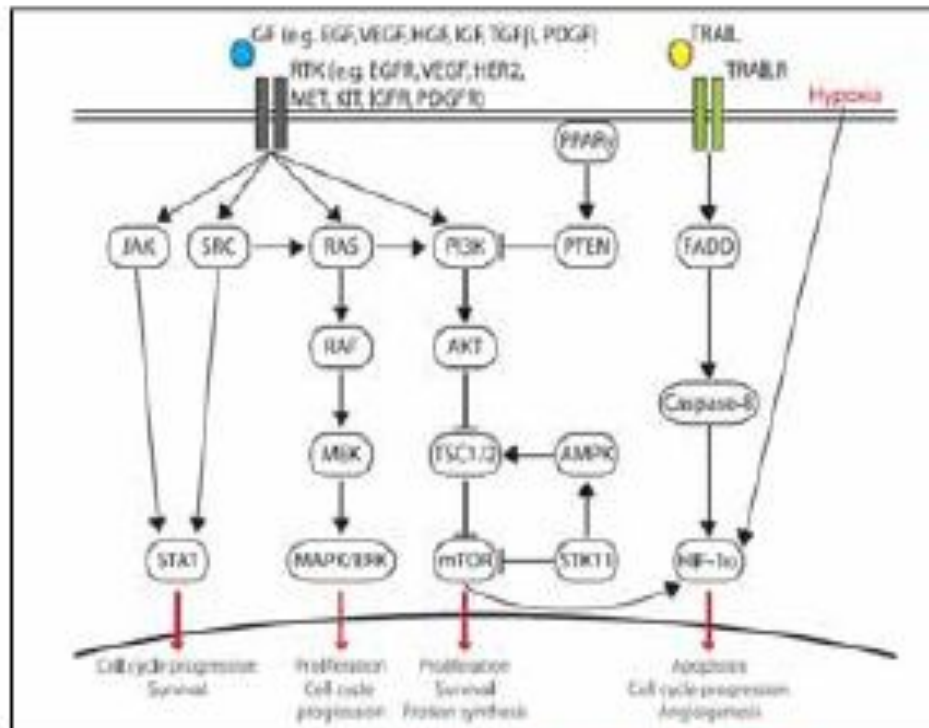 GF (e.g. EGF, VEGF, HGF, IGF, TGFβ, PDGF)
RTK (e.g. EGFR, VEGF, HER2,
MET, KIT, IGFR, PDGFR)
TRAIL
TRAILR
Hypoxia
PPARγ
JAK
SRC
RAS
PI3K
PTEN
FADD
RAF
AKT
Caspase-8
MEK
TSC1/2
AMPK
STAT
MAPK/ERK
mTOR
STK11
HIF-1α
Cell cycle progression
Survival
Proliferation
Cell cycle
progression
Proliferation
Survival
Protein synthesis
Apoptosis
Cell cycle progression
Angiogenesis